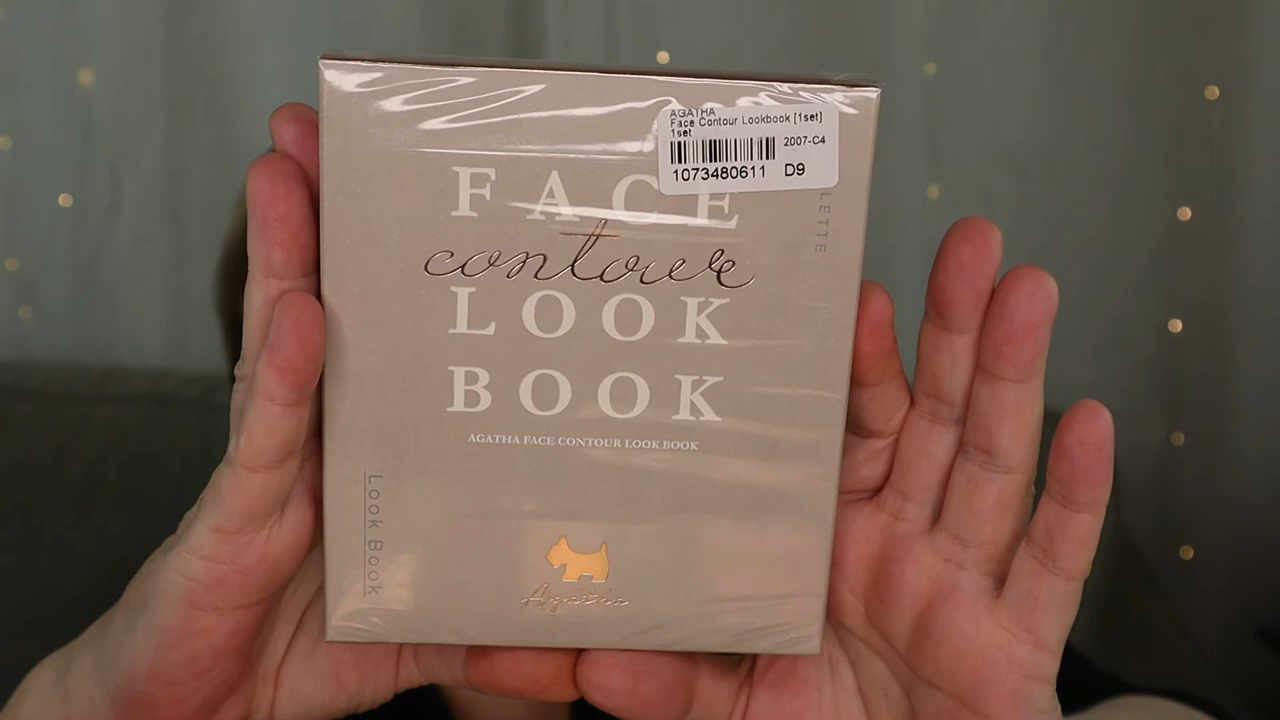 AGATHA
Face Contour Lookbook [1set]
1set
2007-C4
1073480611 D9
FACE
contour
LOOK
BOOK
AGATHA FACE CONTOUR LOOK BOOK
LETTE
Look Book
Agatha